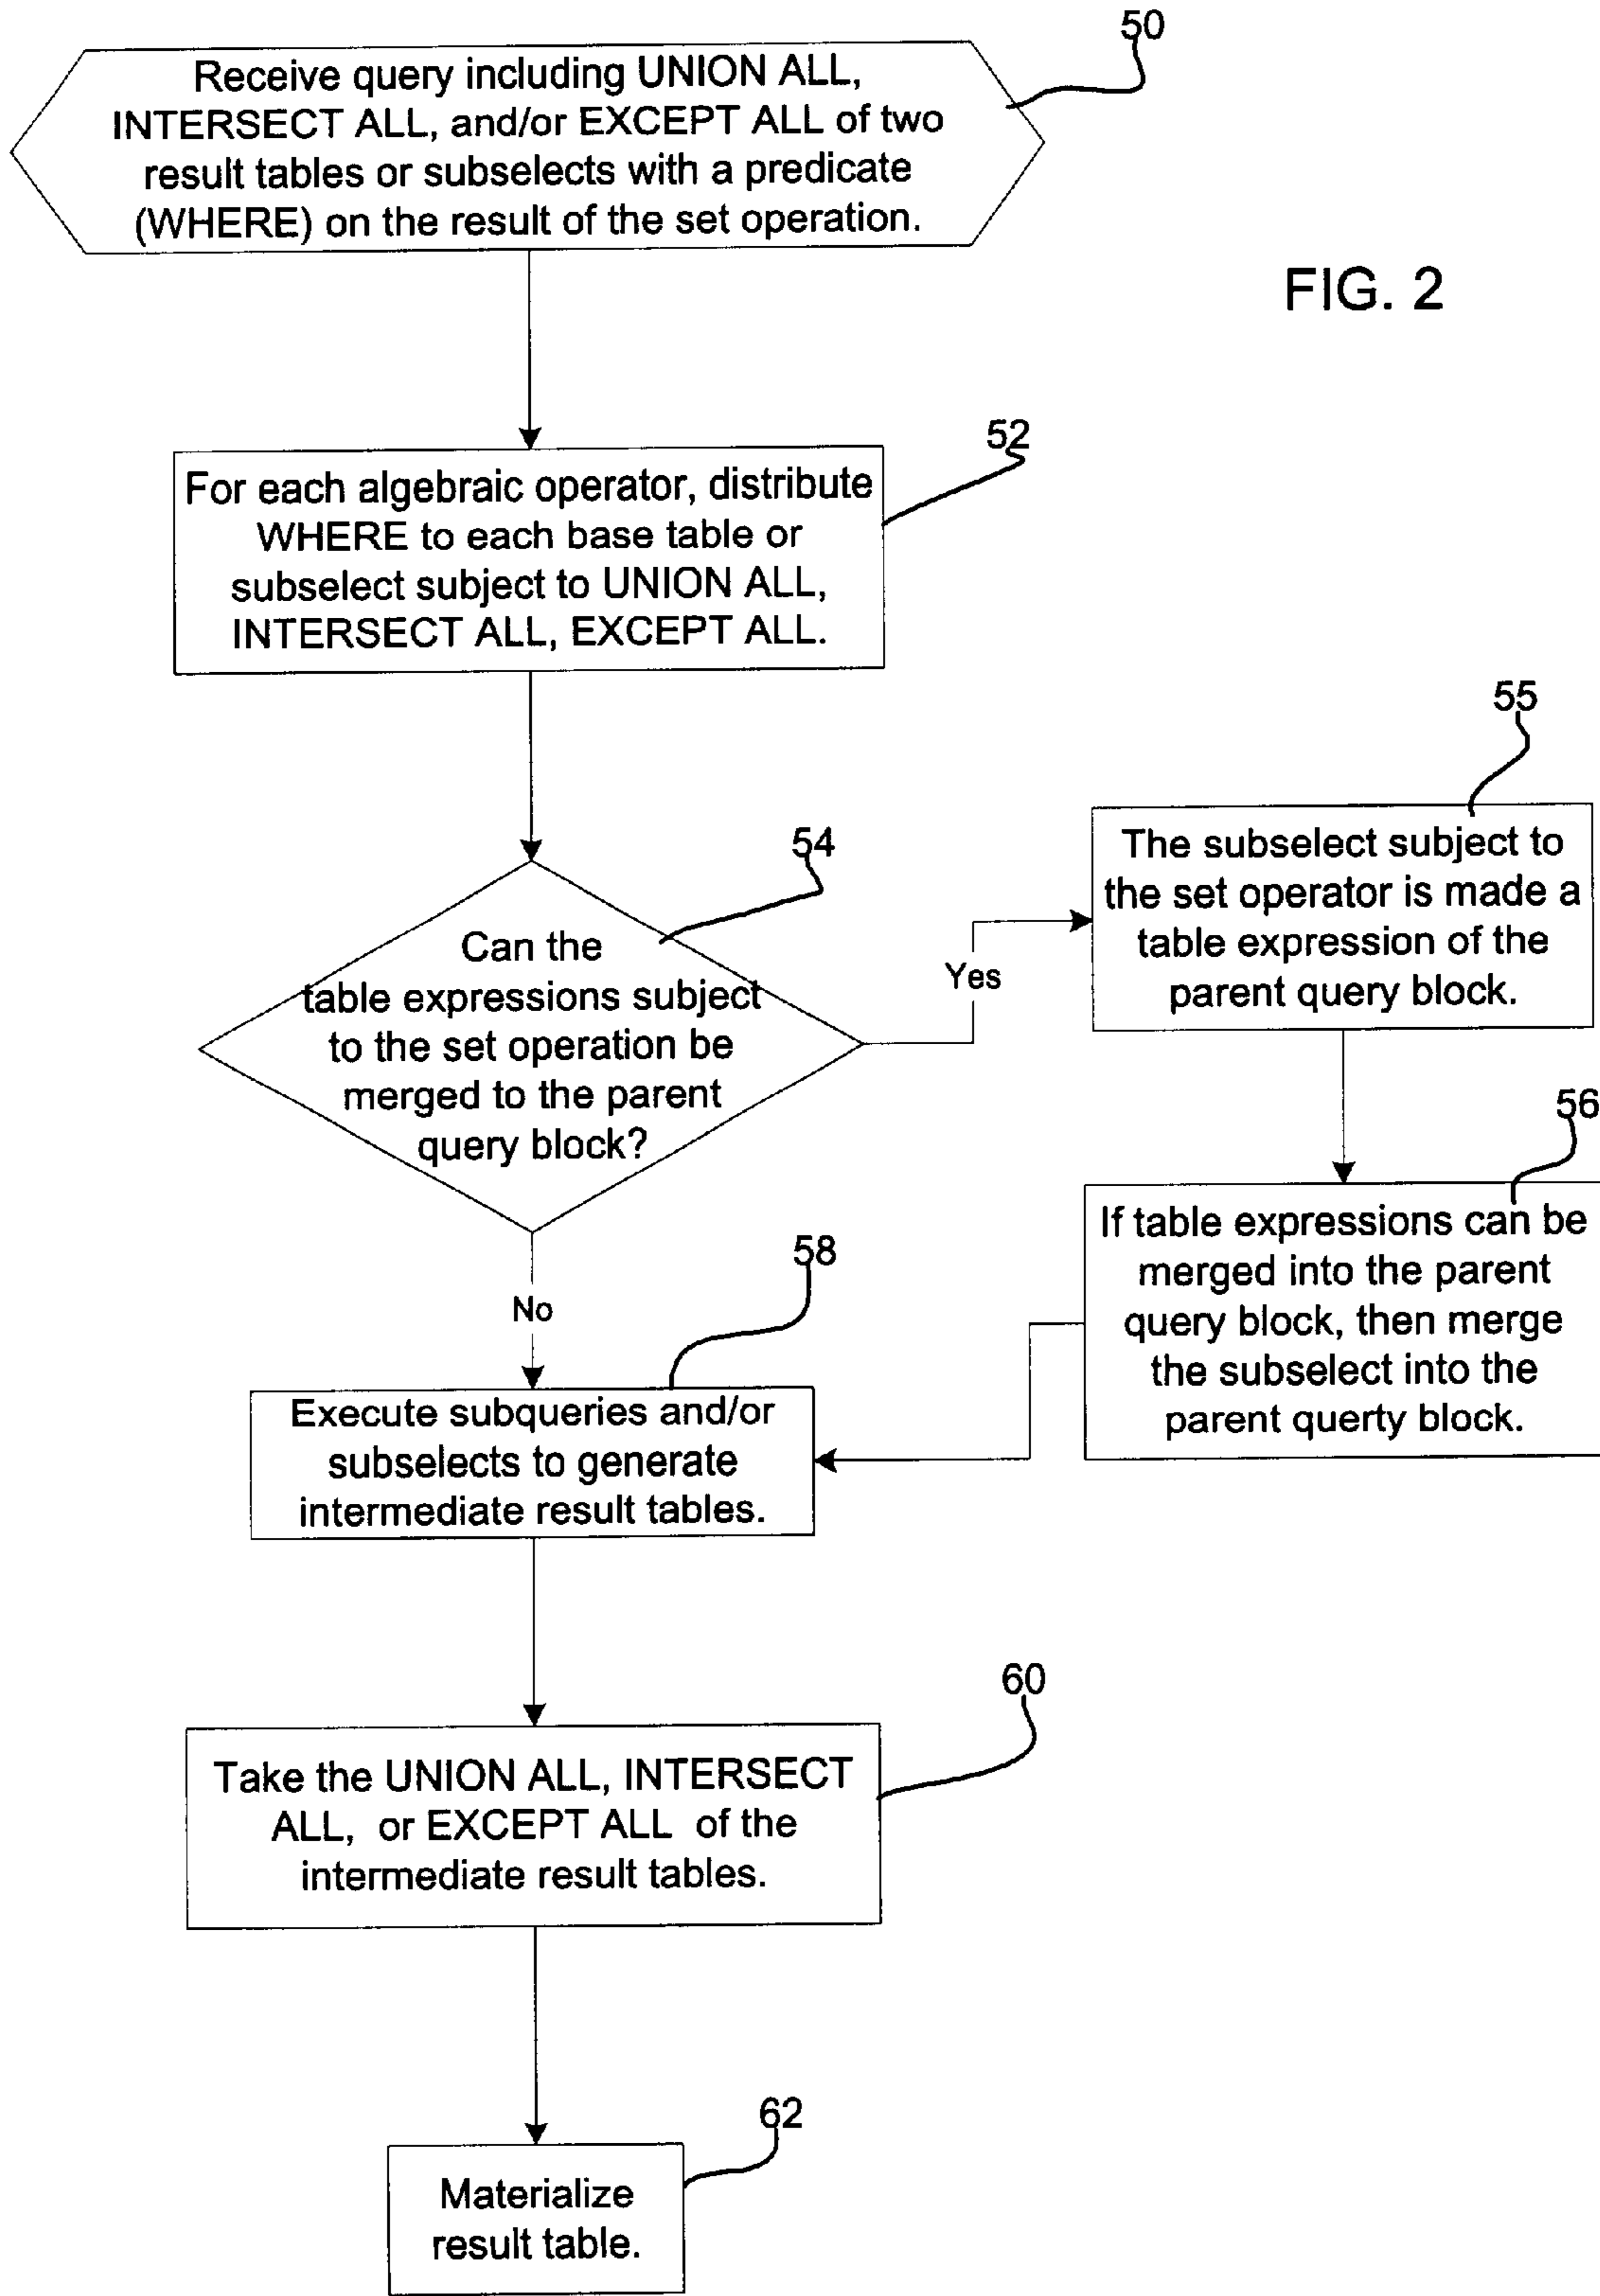 50
Receive query including UNION ALL,
INTERSECT ALL, and/or EXCEPT ALL of two
result tables or subselects with a predicate
(WHERE) on the result of the set operation.
FIG. 2
52
For each algebraic operator, distribute
WHERE to each base table or
subselect subject to UNION ALL,
INTERSECT ALL, EXCEPT ALL.
54
Can the
table expressions subject
to the set operation be
merged to the parent
query block?
Yes
55
The subselect subject to
the set operator is made a
table expression of the
parent query block.
56
If table expressions can be
merged into the parent
query block, then merge
the subselect into the
parent querty block.
No
58
Execute subqueries and/or
subselects to generate
intermediate result tables.
60
Take the UNION ALL, INTERSECT
ALL, or EXCEPT ALL of the
intermediate result tables.
62
Materialize
result table.